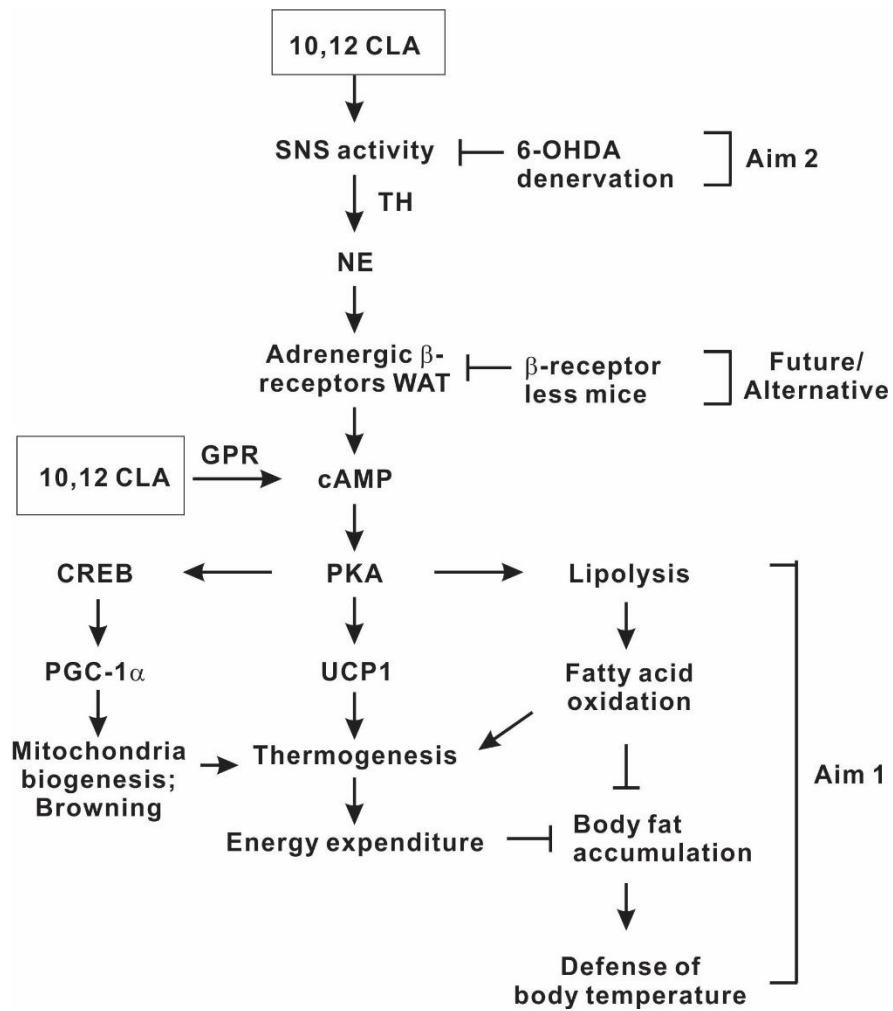 10,12 CLA
SNS activity
6-OHDA
denervation
Aim 2
TH
NE
Adrenergic β-
receptors WAT
β-receptor
less mice
Future/
Alternative
GPR
10,12 CLA
cAMP
CREB
PKA
Lipolysis
PGC-1α
UCP1
Fatty acid
oxidation
Mitochondria
biogenesis;
Browning
Thermogenesis
Aim 1
Energy expenditure
Body fat
accumulation
Defense of
body temperature